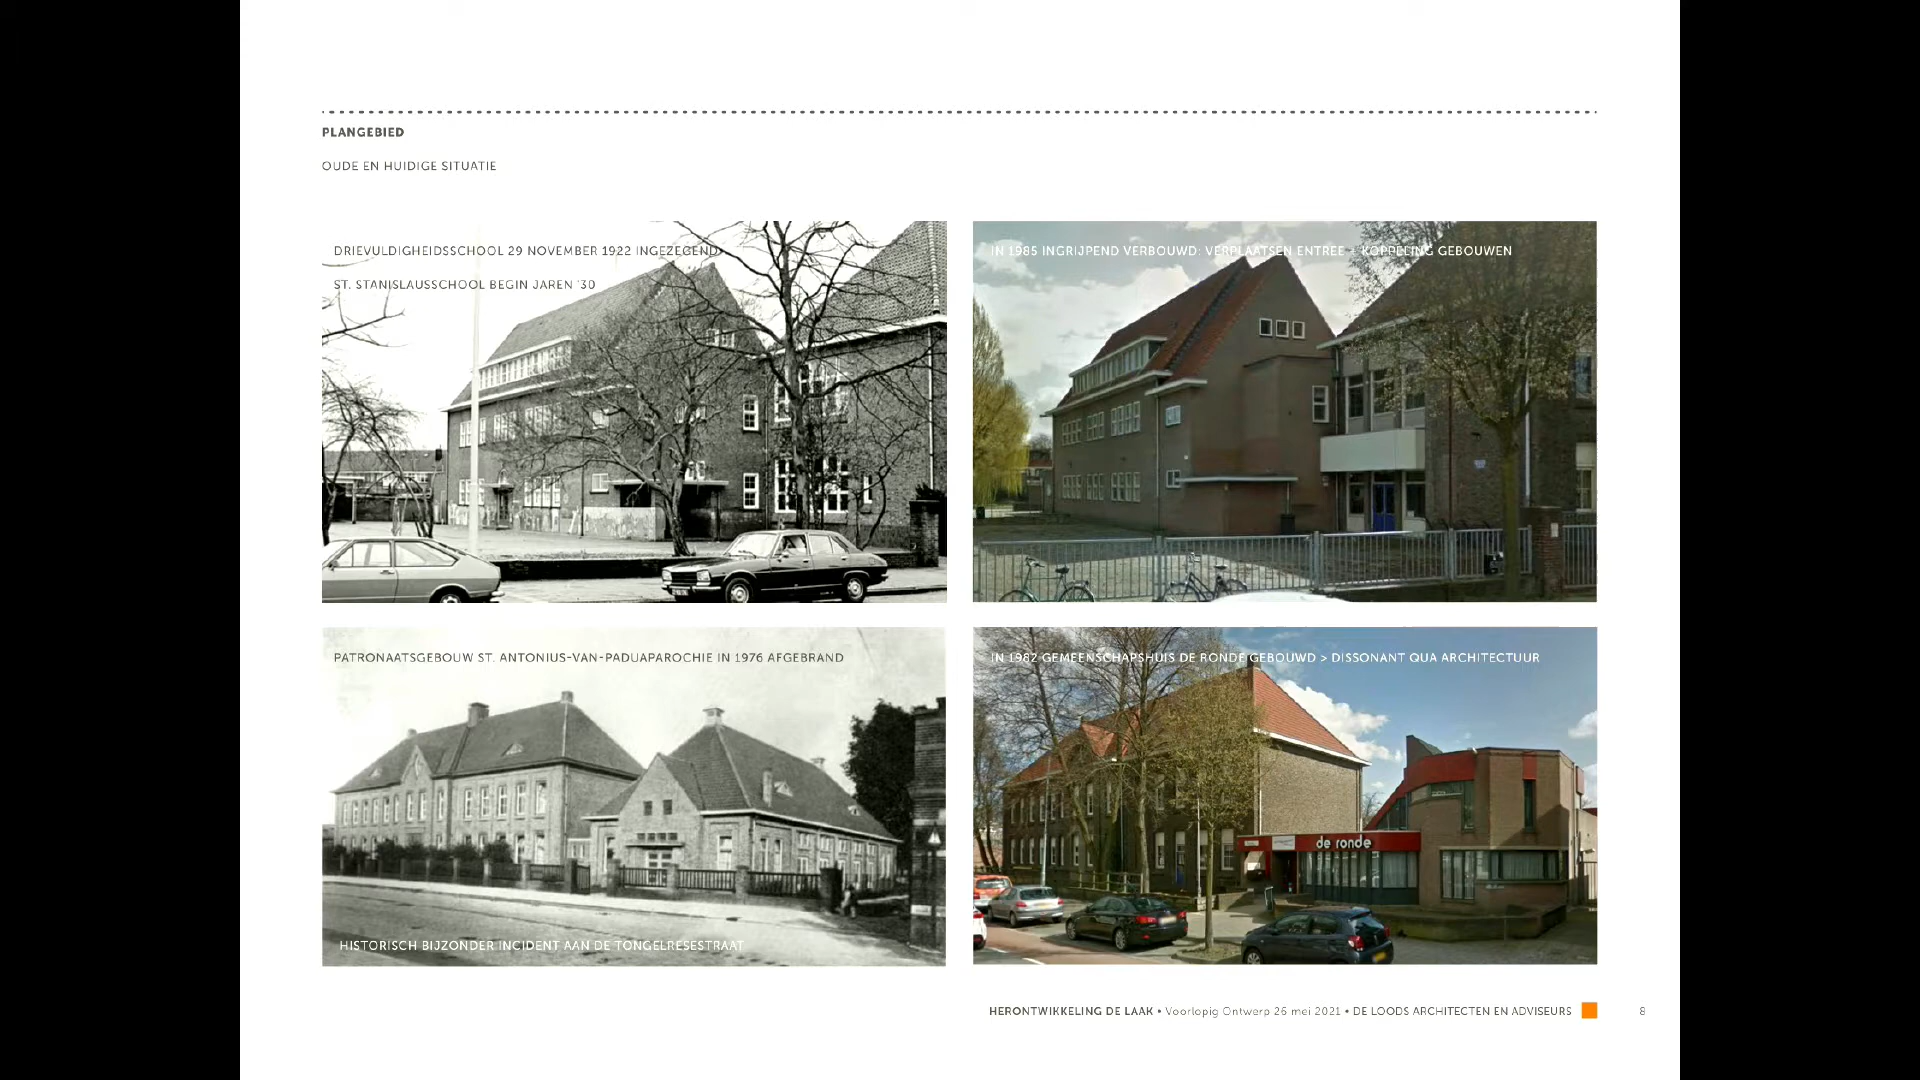 PLANGEBIED
OUDE EN HUIDIGE SITUATIE
DRIEVULDIGHEIDSSCHOOL 29 NOVEMBER 1922 INGEZEGEND
ST. STANISLAUSSCHOOL BEGIN JAREN '30
IN 1985 INGRIJPEND VERBOUWD: VERPLAATSEN ENTREE + KOPPELING GEBOUWEN
PATRONAATSGEBOUW ST. ANTONIUS-VAN-PADUAPAROCHIE IN 1976 AFGEBRAND
HISTORISCH BIJZONDER INCIDENT AAN DE TONGELRESESTRAAT
IN 1982 GEMEENSCHAPSHUIS DE RONDE GEBOUWD > DISSONANT QUA ARCHITECTUUR
de ronde
HERONTWIKKELING DE LAAK • Voorlopig Ontwerp 26 mei 2021 • DE LOODS ARCHITECTEN EN ADVISEURS
8